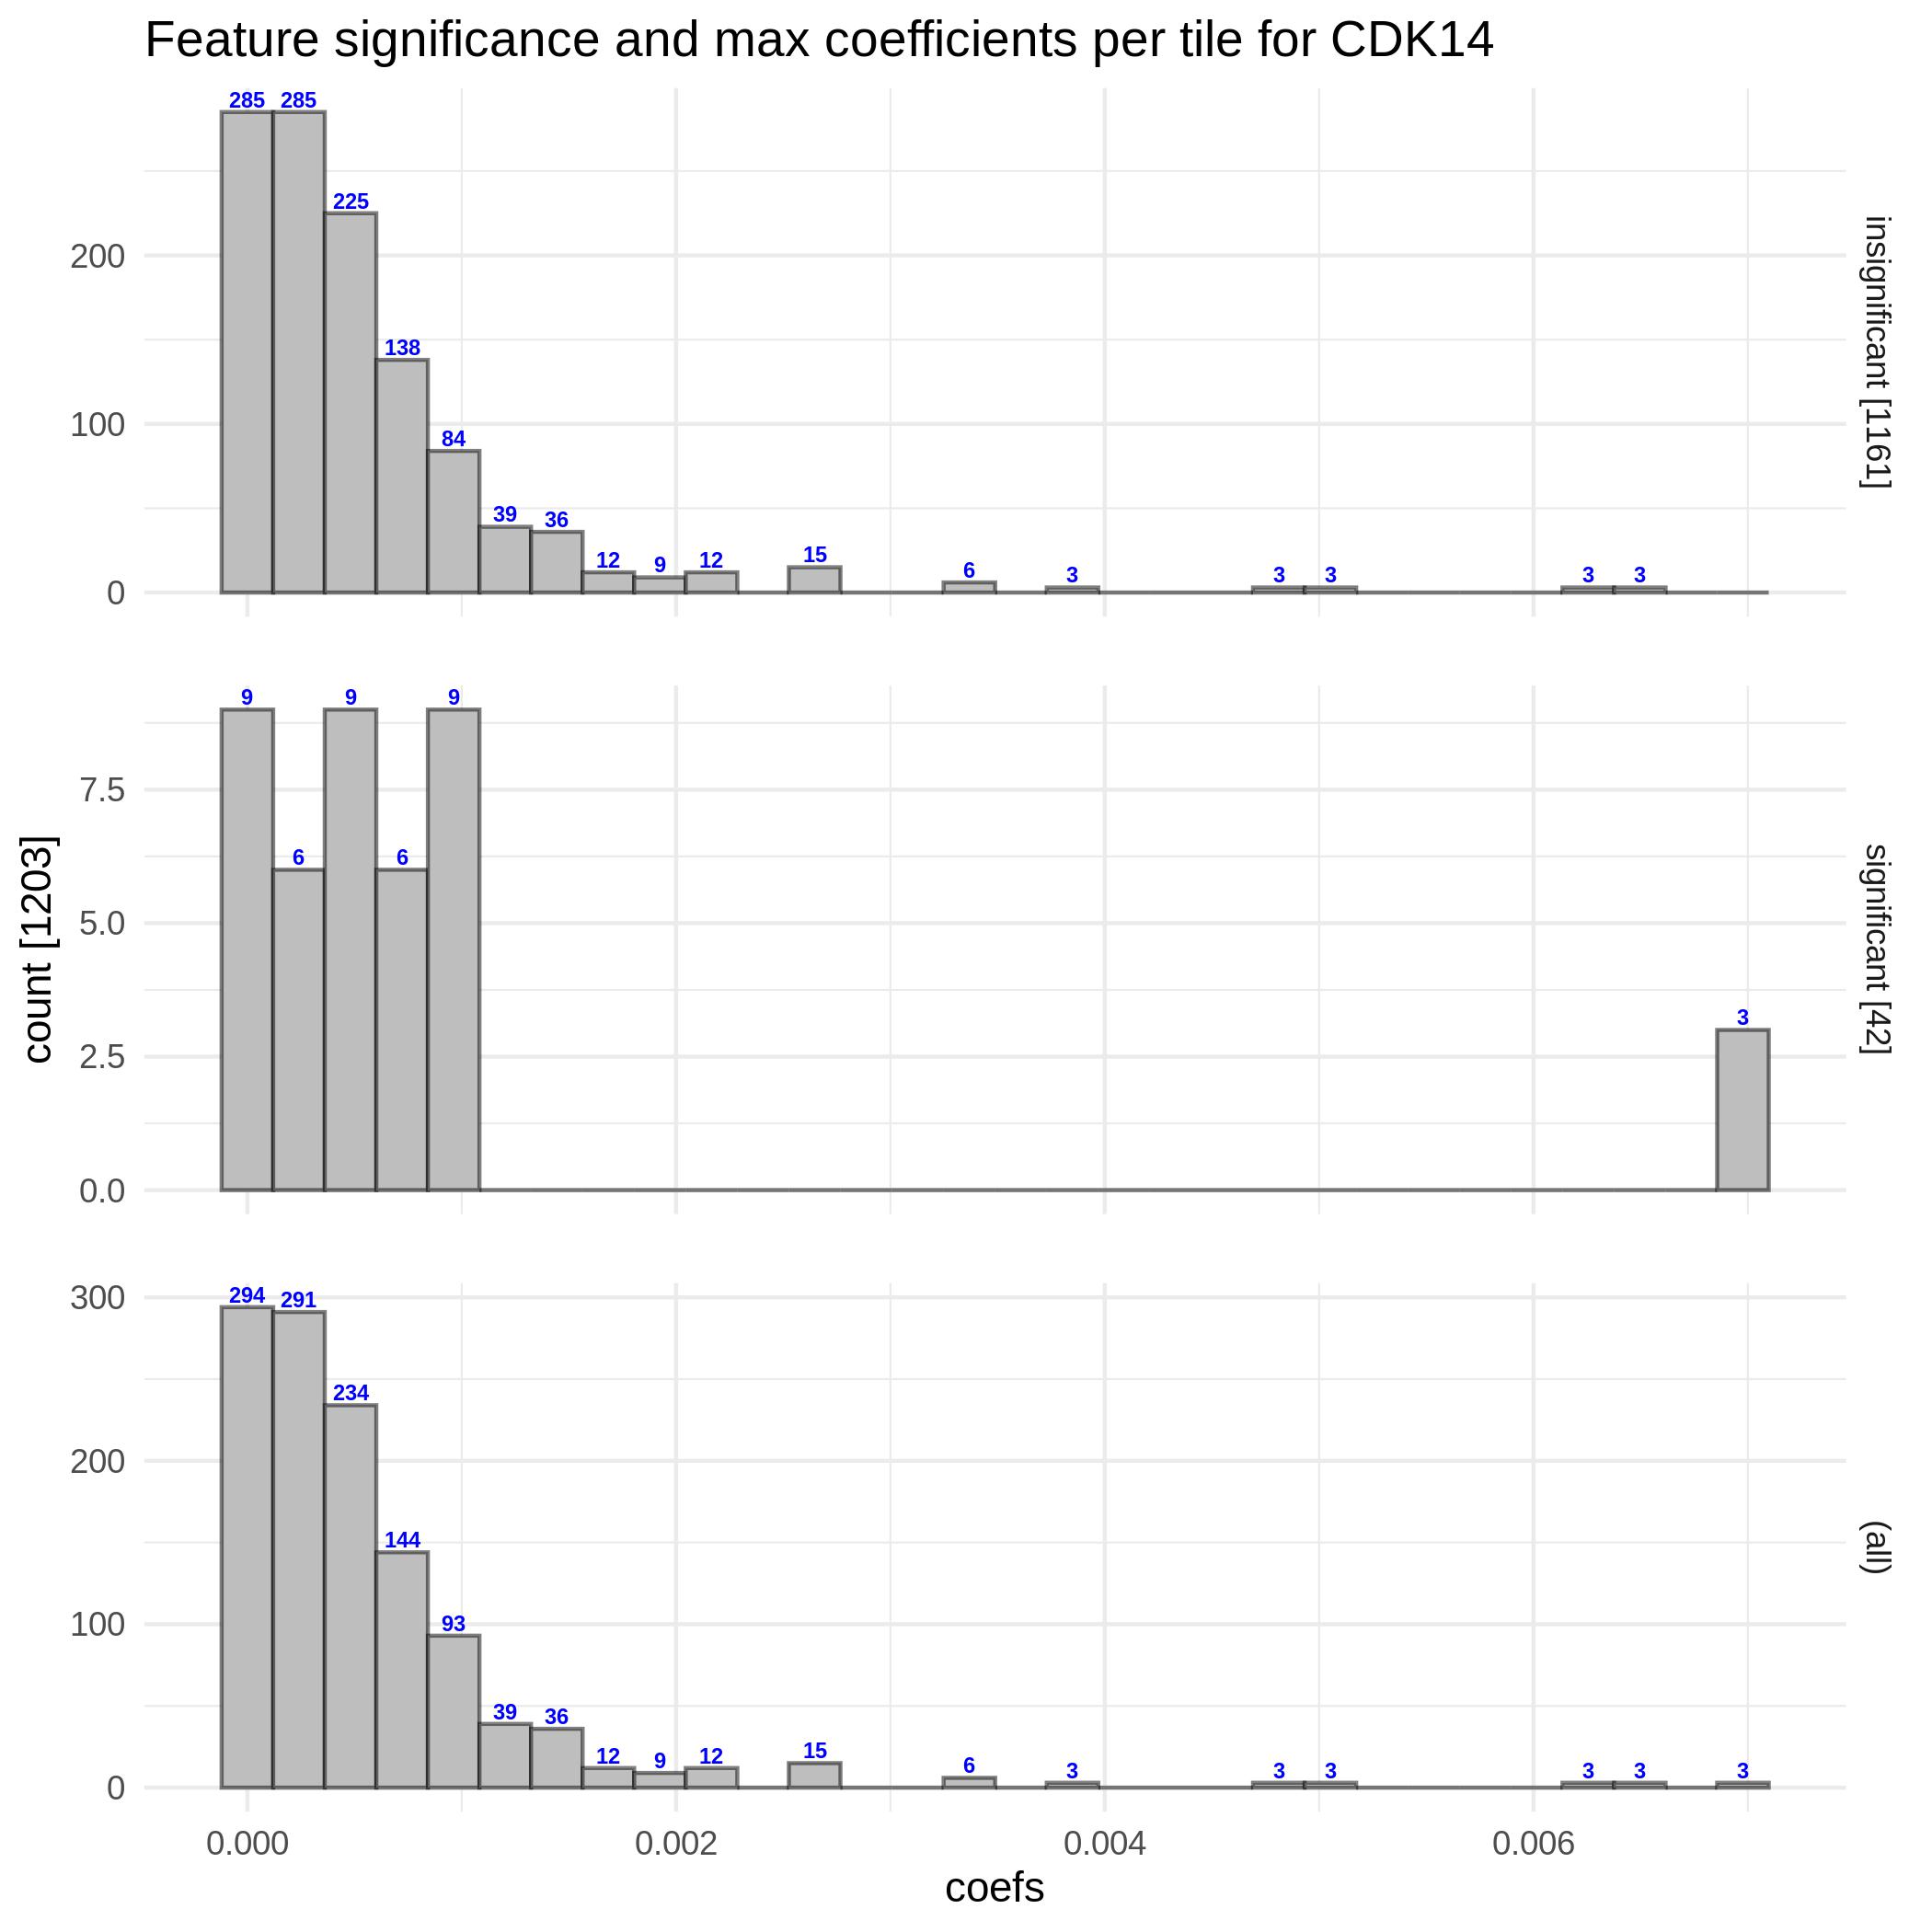 Feature significance and max coefficients per tile for CDK14
285 285
225
138
84
39 36
12 9 12 15 6 3 3 3 3 3
200
100
0
insignificant [1161]
9 6 9 6 9
3
7.5
5.0
2.5
0.0
significant [42]
count [1203]
294 291
234
144
93
39 36
12 9 12 15 6 3 3 3 3 3 3
300
200
100
0
(all)
0.000 0.002 0.004 0.006
coefs